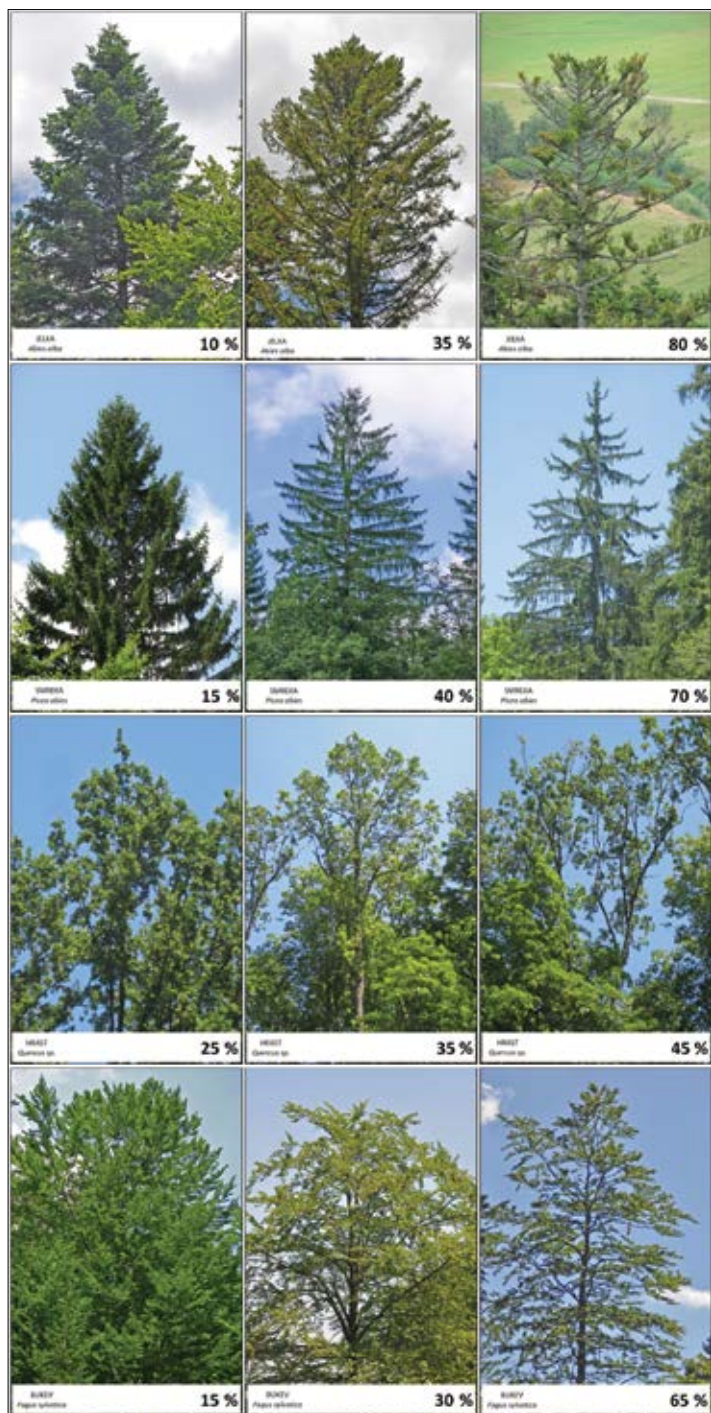 JELKA
Abies alba
10 %
JELKA
Abies alba
35 %
JELKA
Abies alba
80 %
SMREKA
Picea abies
15 %
SMREKA
Picea abies
40 %
SMREKA
Picea abies
70 %
HRAST
Quercus sp.
25 %
HRAST
Quercus sp.
35 %
HRAST
Quercus sp.
45 %
BUKEV
Fagus sylvatica
15 %
BUKEV
Fagus sylvatica
30 %
BUKEV
Fagus sylvatica
65 %